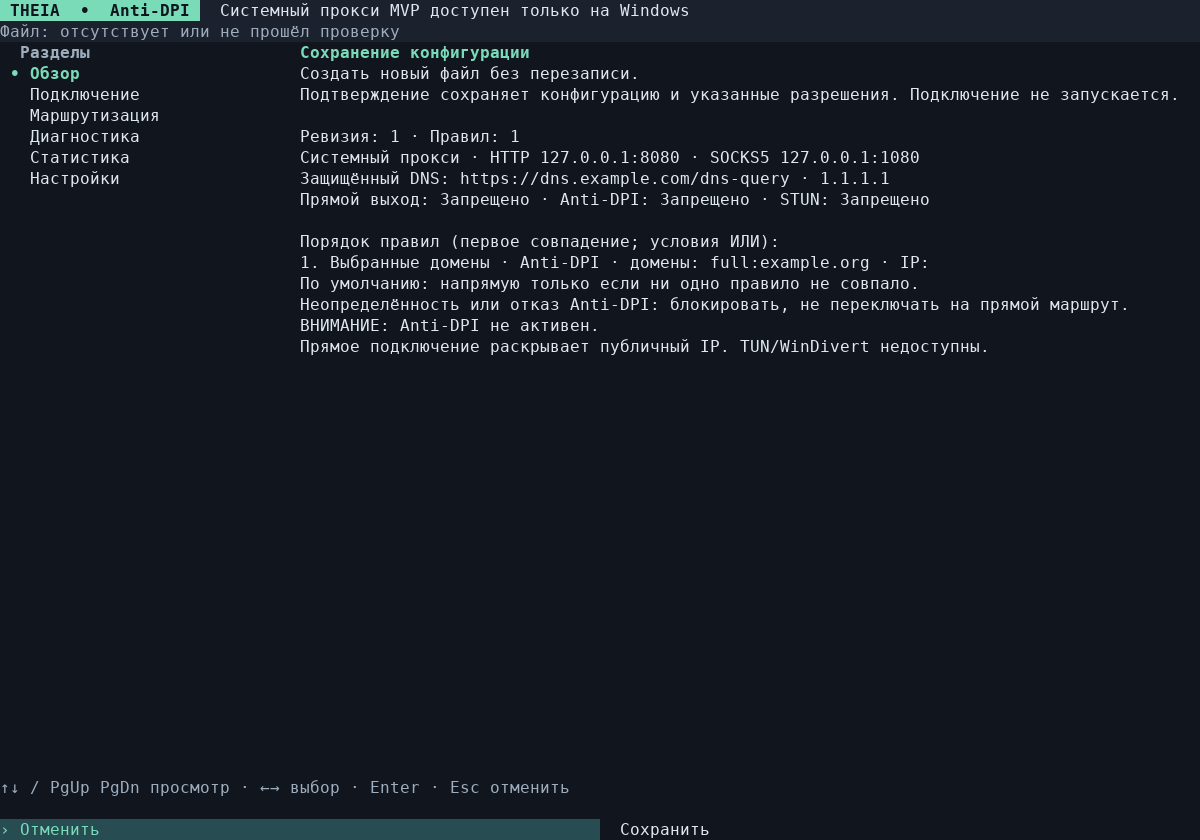 THEIA • Anti-DPI Системный прокси MVP доступен только на Windows
Файл: отсутствует или не прошёл проверку
Разделы
• Обзор
Подключение
Маршрутизация
Диагностика
Статистика
Настройки
Сохранение конфигурации
Создать новый файл без перезаписи.
Подтверждение сохраняет конфигурацию и указанные разрешения. Подключение не запускается.
Ревизия: 1 · Правил: 1
Системный прокси · HTTP 127.0.0.1:8080 · SOCKS5 127.0.0.1:1080
Защищённый DNS: https://dns.example.com/dns-query · 1.1.1.1
Прямой выход: Запрещено · Anti-DPI: Запрещено · STUN: Запрещено
Порядок правил (первое совпадение; условия ИЛИ):
1. Выбранные домены · Anti-DPI · домены: full:example.org · IP:
По умолчанию: напрямую только если ни одно правило не совпало.
Неопределённость или отказ Anti-DPI: блокировать, не переключать на прямой маршрут.
ВНИМАНИЕ: Anti-DPI не активен.
Прямое подключение раскрывает публичный IP. TUN/WinDivert недоступны.
↑↓ / PgUp PgDn просмотр · ←→ выбор · Enter · Esc отменить
› Отменить
Сохранить